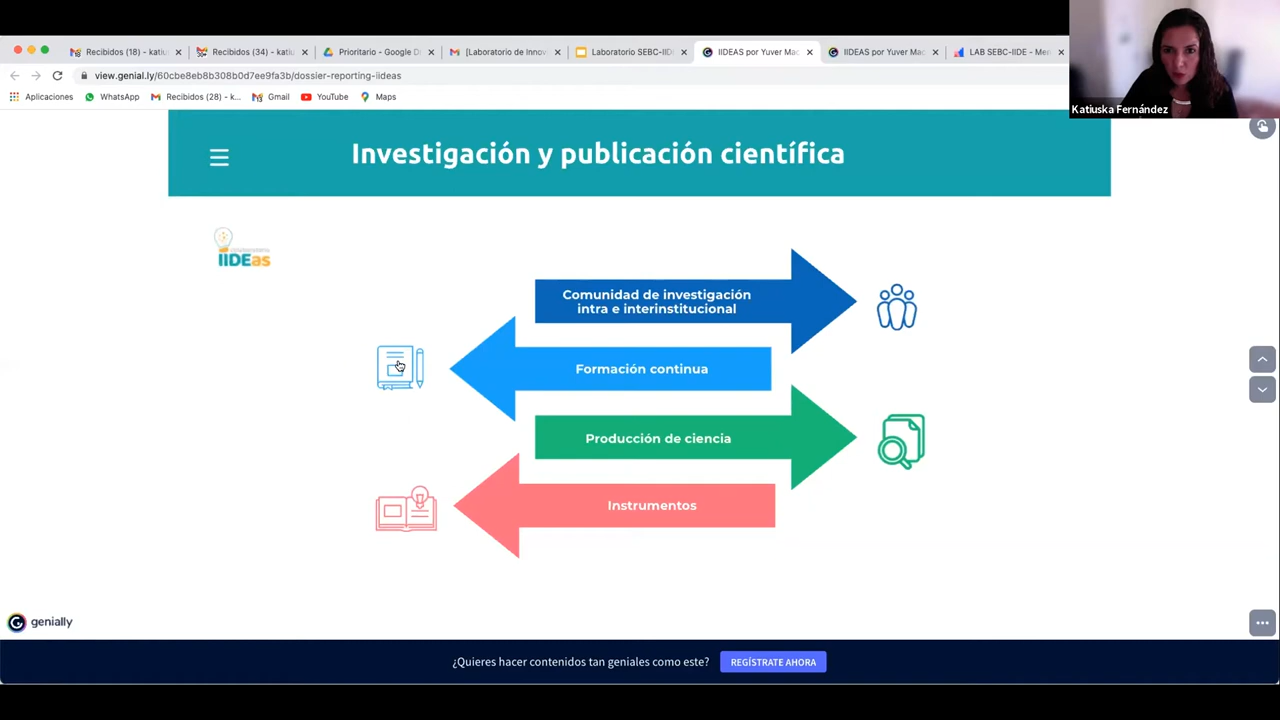 Recibidos (18) - katiu
Recibidos (34) - katiu
Prioritario - Google D
[Laboratorio de Innov
Laboratorio SEBC-IIDE
IIDEAS por Yuver Mac
IIDEAS por Yuver Mac
LAB SEBC-IIDE - Me
view.genial.ly/60cbe8eb8b308b0d7ee9fa3b/dossier-reporting-iideas
Aplicaciones
WhatsApp
Recibidos (28) - k...
Gmail
YouTube
Maps
Katiuska Fernández
Investigación y publicación científica
IIDEas
Comunidad de investigación
intra e interinstitucional
Formación continua
Producción de ciencia
Instrumentos
genially
¿Quieres hacer contenidos tan geniales como este?
REGÍSTRATE AHORA